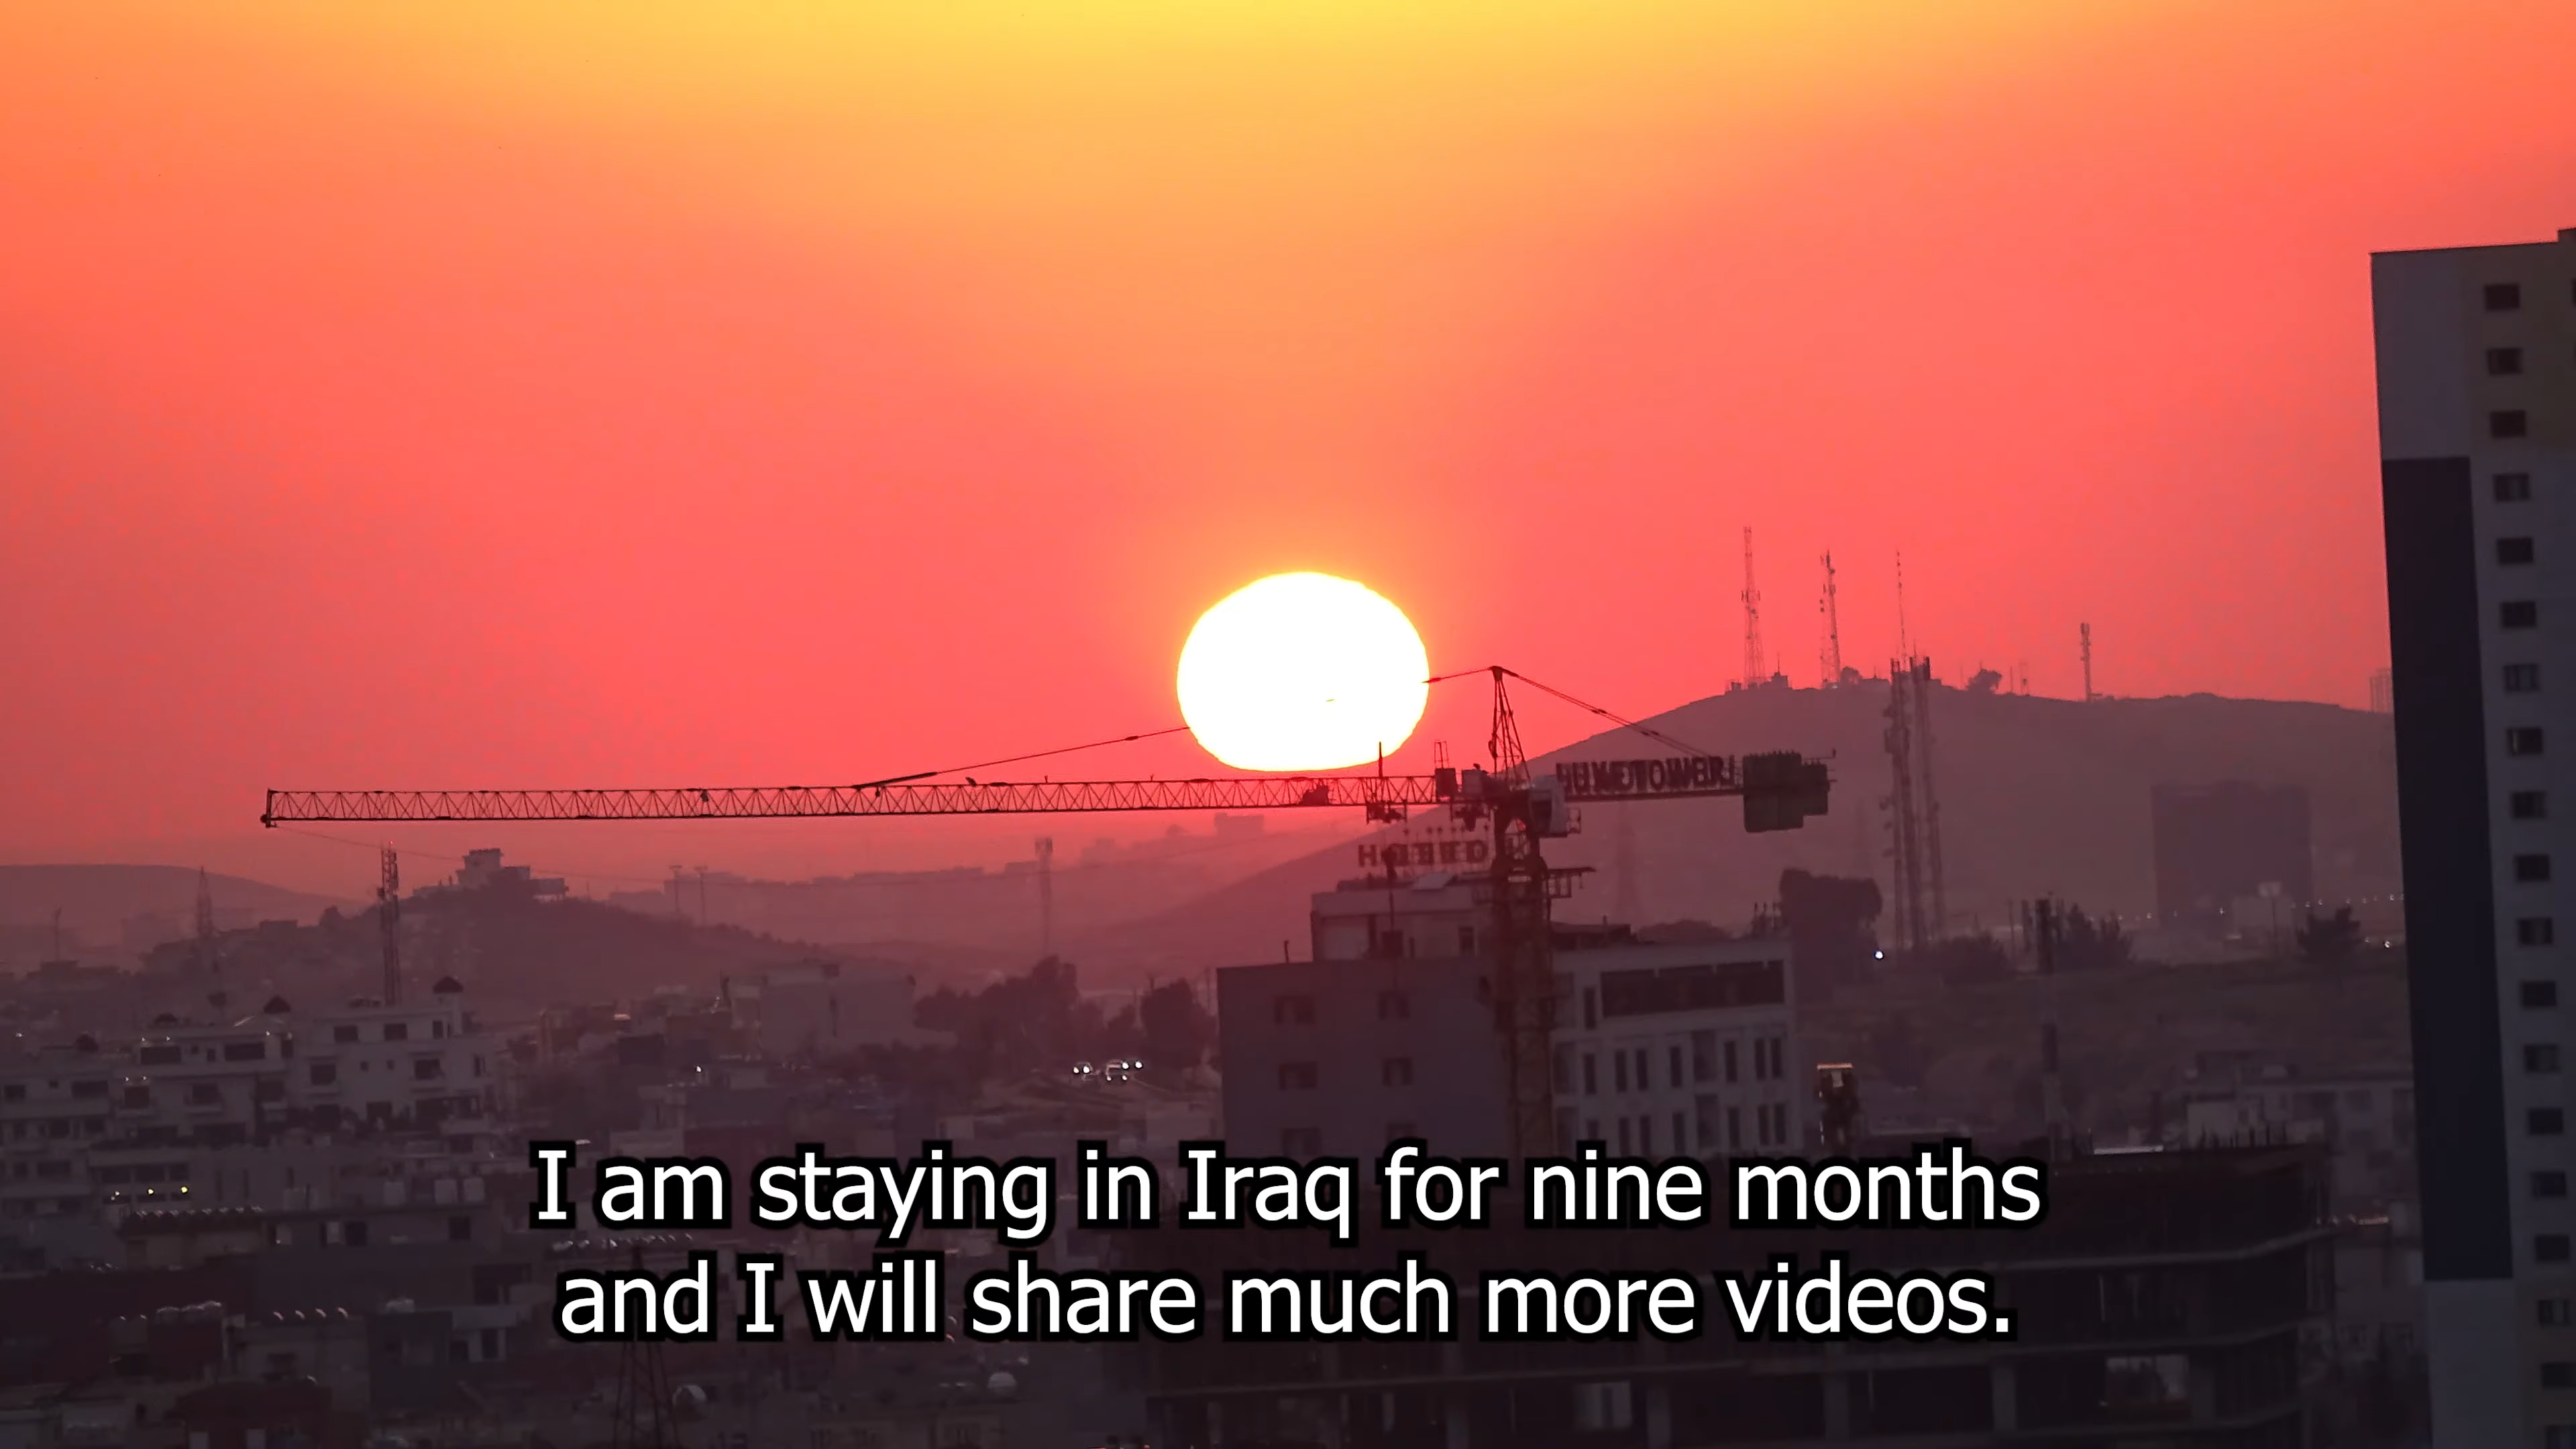 I am staying in Iraq for nine months
and I will share much more videos.